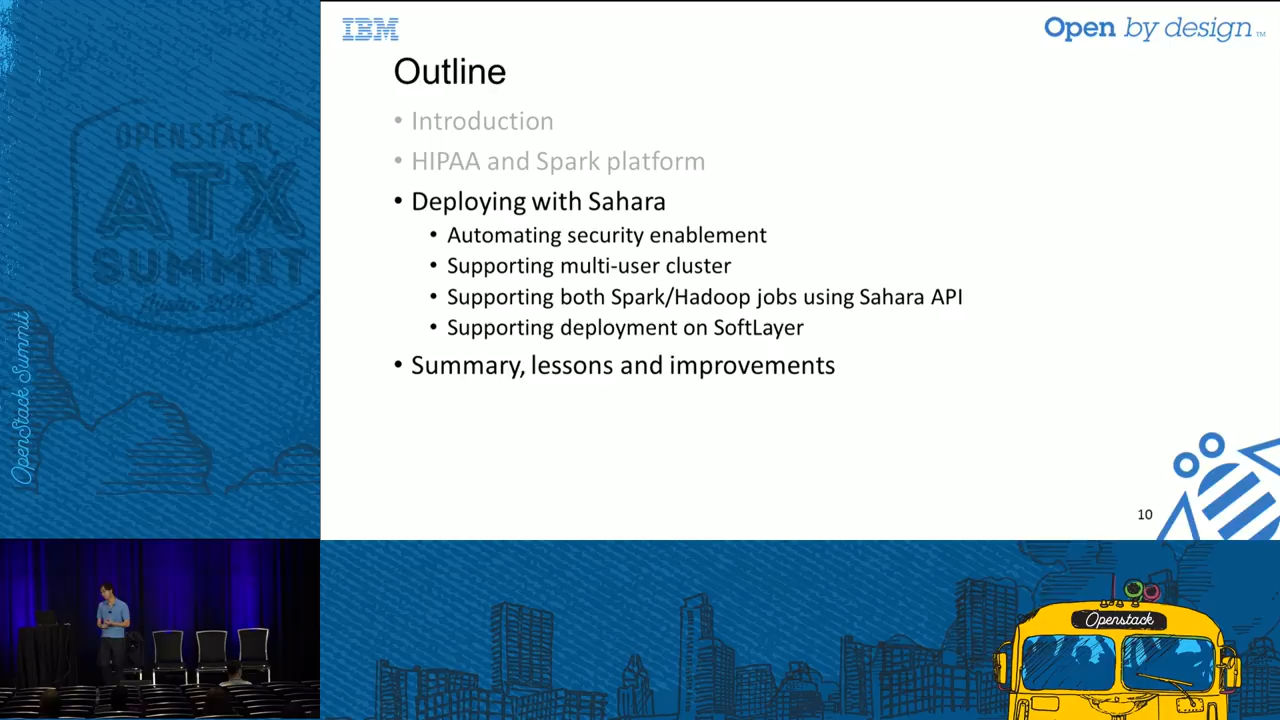 IBM
Open by design™
Outline
• Introduction
• HIPAA and Spark platform
• Deploying with Sahara
• Automating security enablement
• Supporting multi-user cluster
• Supporting both Spark/Hadoop jobs using Sahara API
• Supporting deployment on SoftLayer
• Summary, lessons and improvements
10
OPENSTACK
ATX
SUMMIT
OpenStack Summit
Openstack